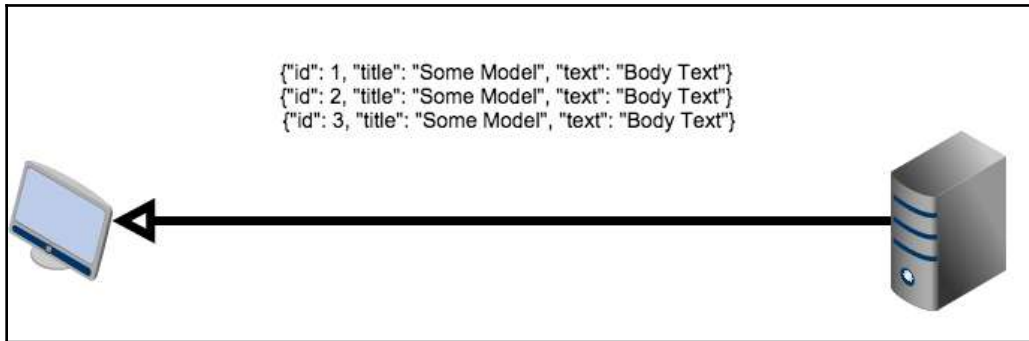 {"id": 1, "title": "Some Model", "text": "Body Text"}
{"id": 2, "title": "Some Model", "text": "Body Text"}
{"id": 3, "title": "Some Model", "text": "Body Text"}